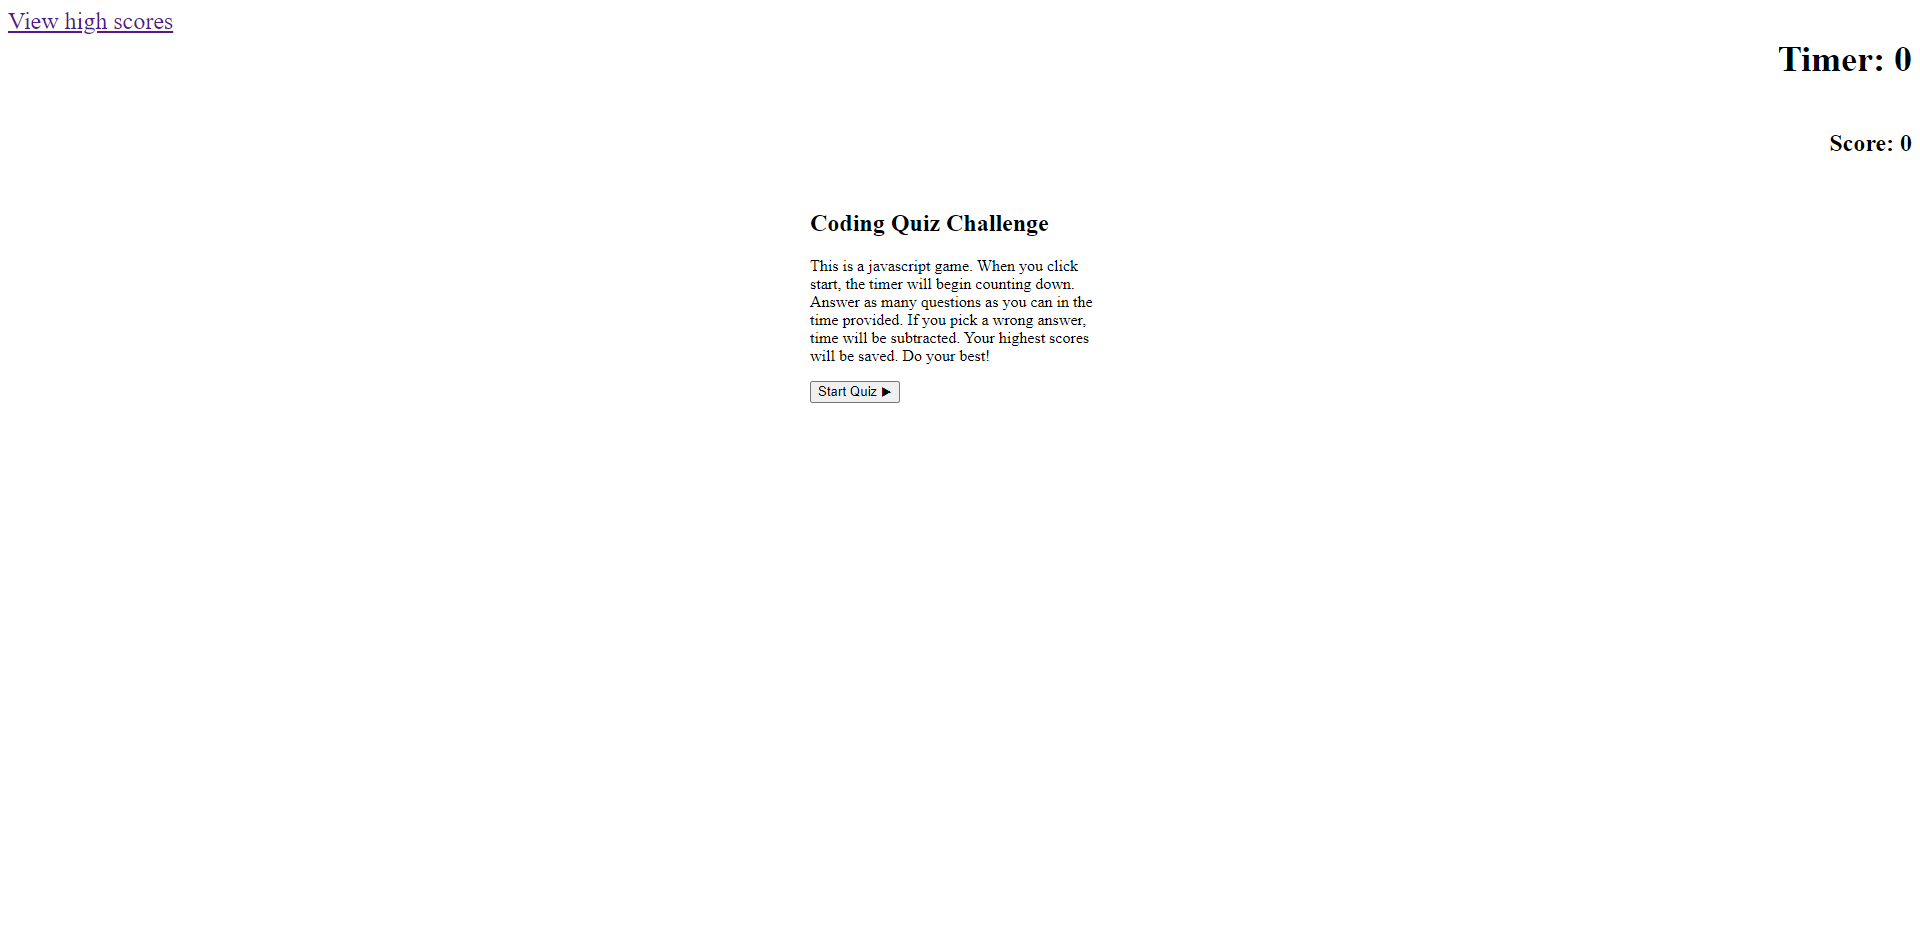 View high scores
Timer: 0
Score: 0
Coding Quiz Challenge
This is a javascript game. When you click
start, the timer will begin counting down.
Answer as many questions as you can in the
time provided. If you pick a wrong answer,
time will be subtracted. Your highest scores
will be saved. Do your best!
Start Quiz ▶